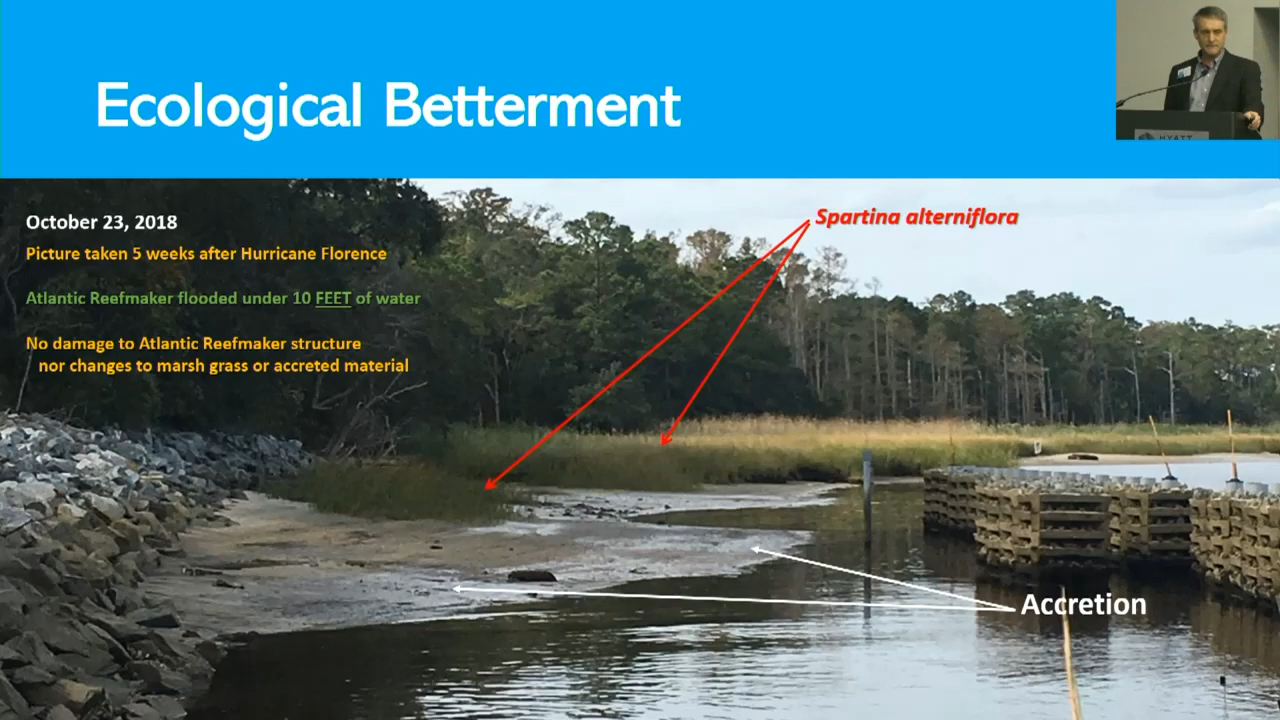 Ecological Betterment
HYATT
October 23, 2018
Picture taken 5 weeks after Hurricane Florence
Atlantic Reefmaker flooded under 10 FEET of water
No damage to Atlantic Reefmaker structure
nor changes to marsh grass or accreted material
Spartina alterniflora
Accretion